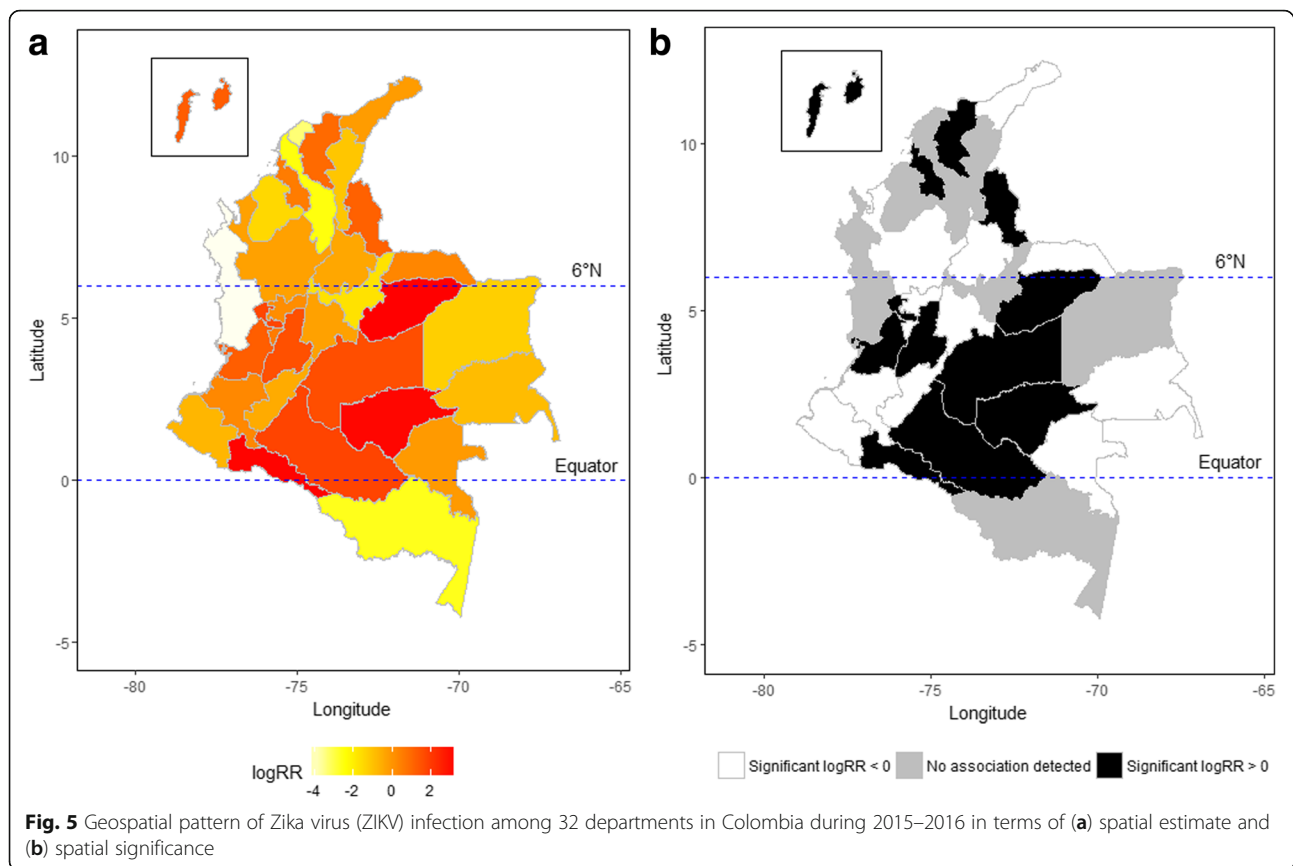 a
b
10
5
0
-5
Latitude
6°N
Equator
-80
-75
-70
-65
Longitude
logRR
-4
-2
0
2
10
5
0
-5
Latitude
6°N
Equator
-80
-75
-70
-65
Longitude
Significant logRR < 0
No association detected
Significant logRR > 0
Fig. 5 Geospatial pattern of Zika virus (ZIKV) infection among 32 departments in Colombia during 2015–2016 in terms of (a) spatial estimate and
(b) spatial significance